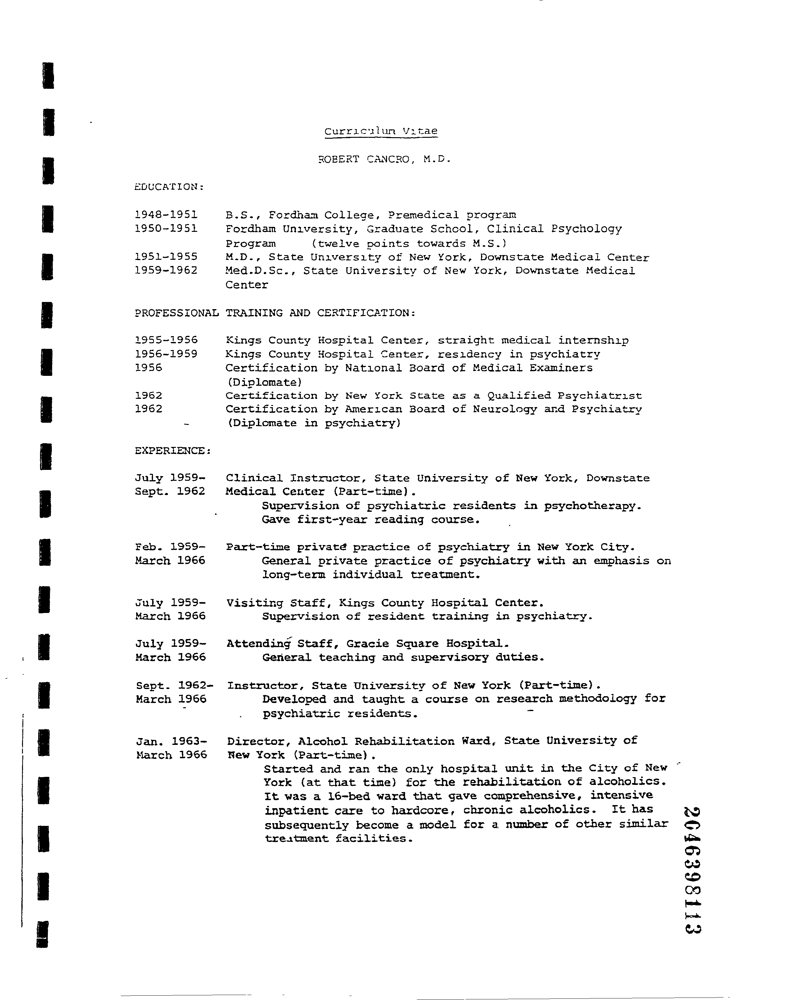 Curriculum Vitae
ROBERT CANCRO, M.D.
EDUCATION:
1948-1951 B.S., Fordham College, Premedical program
1950-1951 Fordham University, Graduate School, Clinical Psychology
Program (twelve points towards M.S.)
1951-1955 M.D., State University of New York, Downstate Medical Center
1959-1962 Med.D.Sc., State University of New York, Downstate Medical
Center
PROFESSIONAL TRAINING AND CERTIFICATION:
1955-1956 Kings County Hospital Center, straight medical internship
1956-1959 Kings County Hospital Center, residency in psychiatry
1956 Certification by National Board of Medical Examiners
(Diplomate)
1962 Certification by New York State as a Qualified Psychiatrist
1962 Certification by American Board of Neurology and Psychiatry
(Diplomate in psychiatry)
EXPERIENCE:
July 1959- Clinical Instructor, State University of New York, Downstate
Sept. 1962 Medical Center (Part-time).
Supervision of psychiatric residents in psychotherapy.
Gave first-year reading course.
Feb. 1959- Part-time private practice of psychiatry in New York City.
March 1966 General private practice of psychiatry with an emphasis on
long-term individual treatment.
July 1959- Visiting Staff, Kings County Hospital Center.
March 1966 Supervision of resident training in psychiatry.
July 1959- Attending Staff, Gracie Square Hospital.
March 1966 General teaching and supervisory duties.
Sept. 1962- Instructor, State University of New York (Part-time).
March 1966 Developed and taught a course on research methodology for
psychiatric residents.
Jan. 1963- Director, Alcohol Rehabilitation Ward, State University of
March 1966 New York (Part-time).
Started and ran the only hospital unit in the City of New
York (at that time) for the rehabilitation of alcoholics.
It was a 16-bed ward that gave comprehensive, intensive
inpatient care to hardcore, chronic alcoholics. It has
subsequently become a model for a number of other similar
treatment facilities.
2046398113